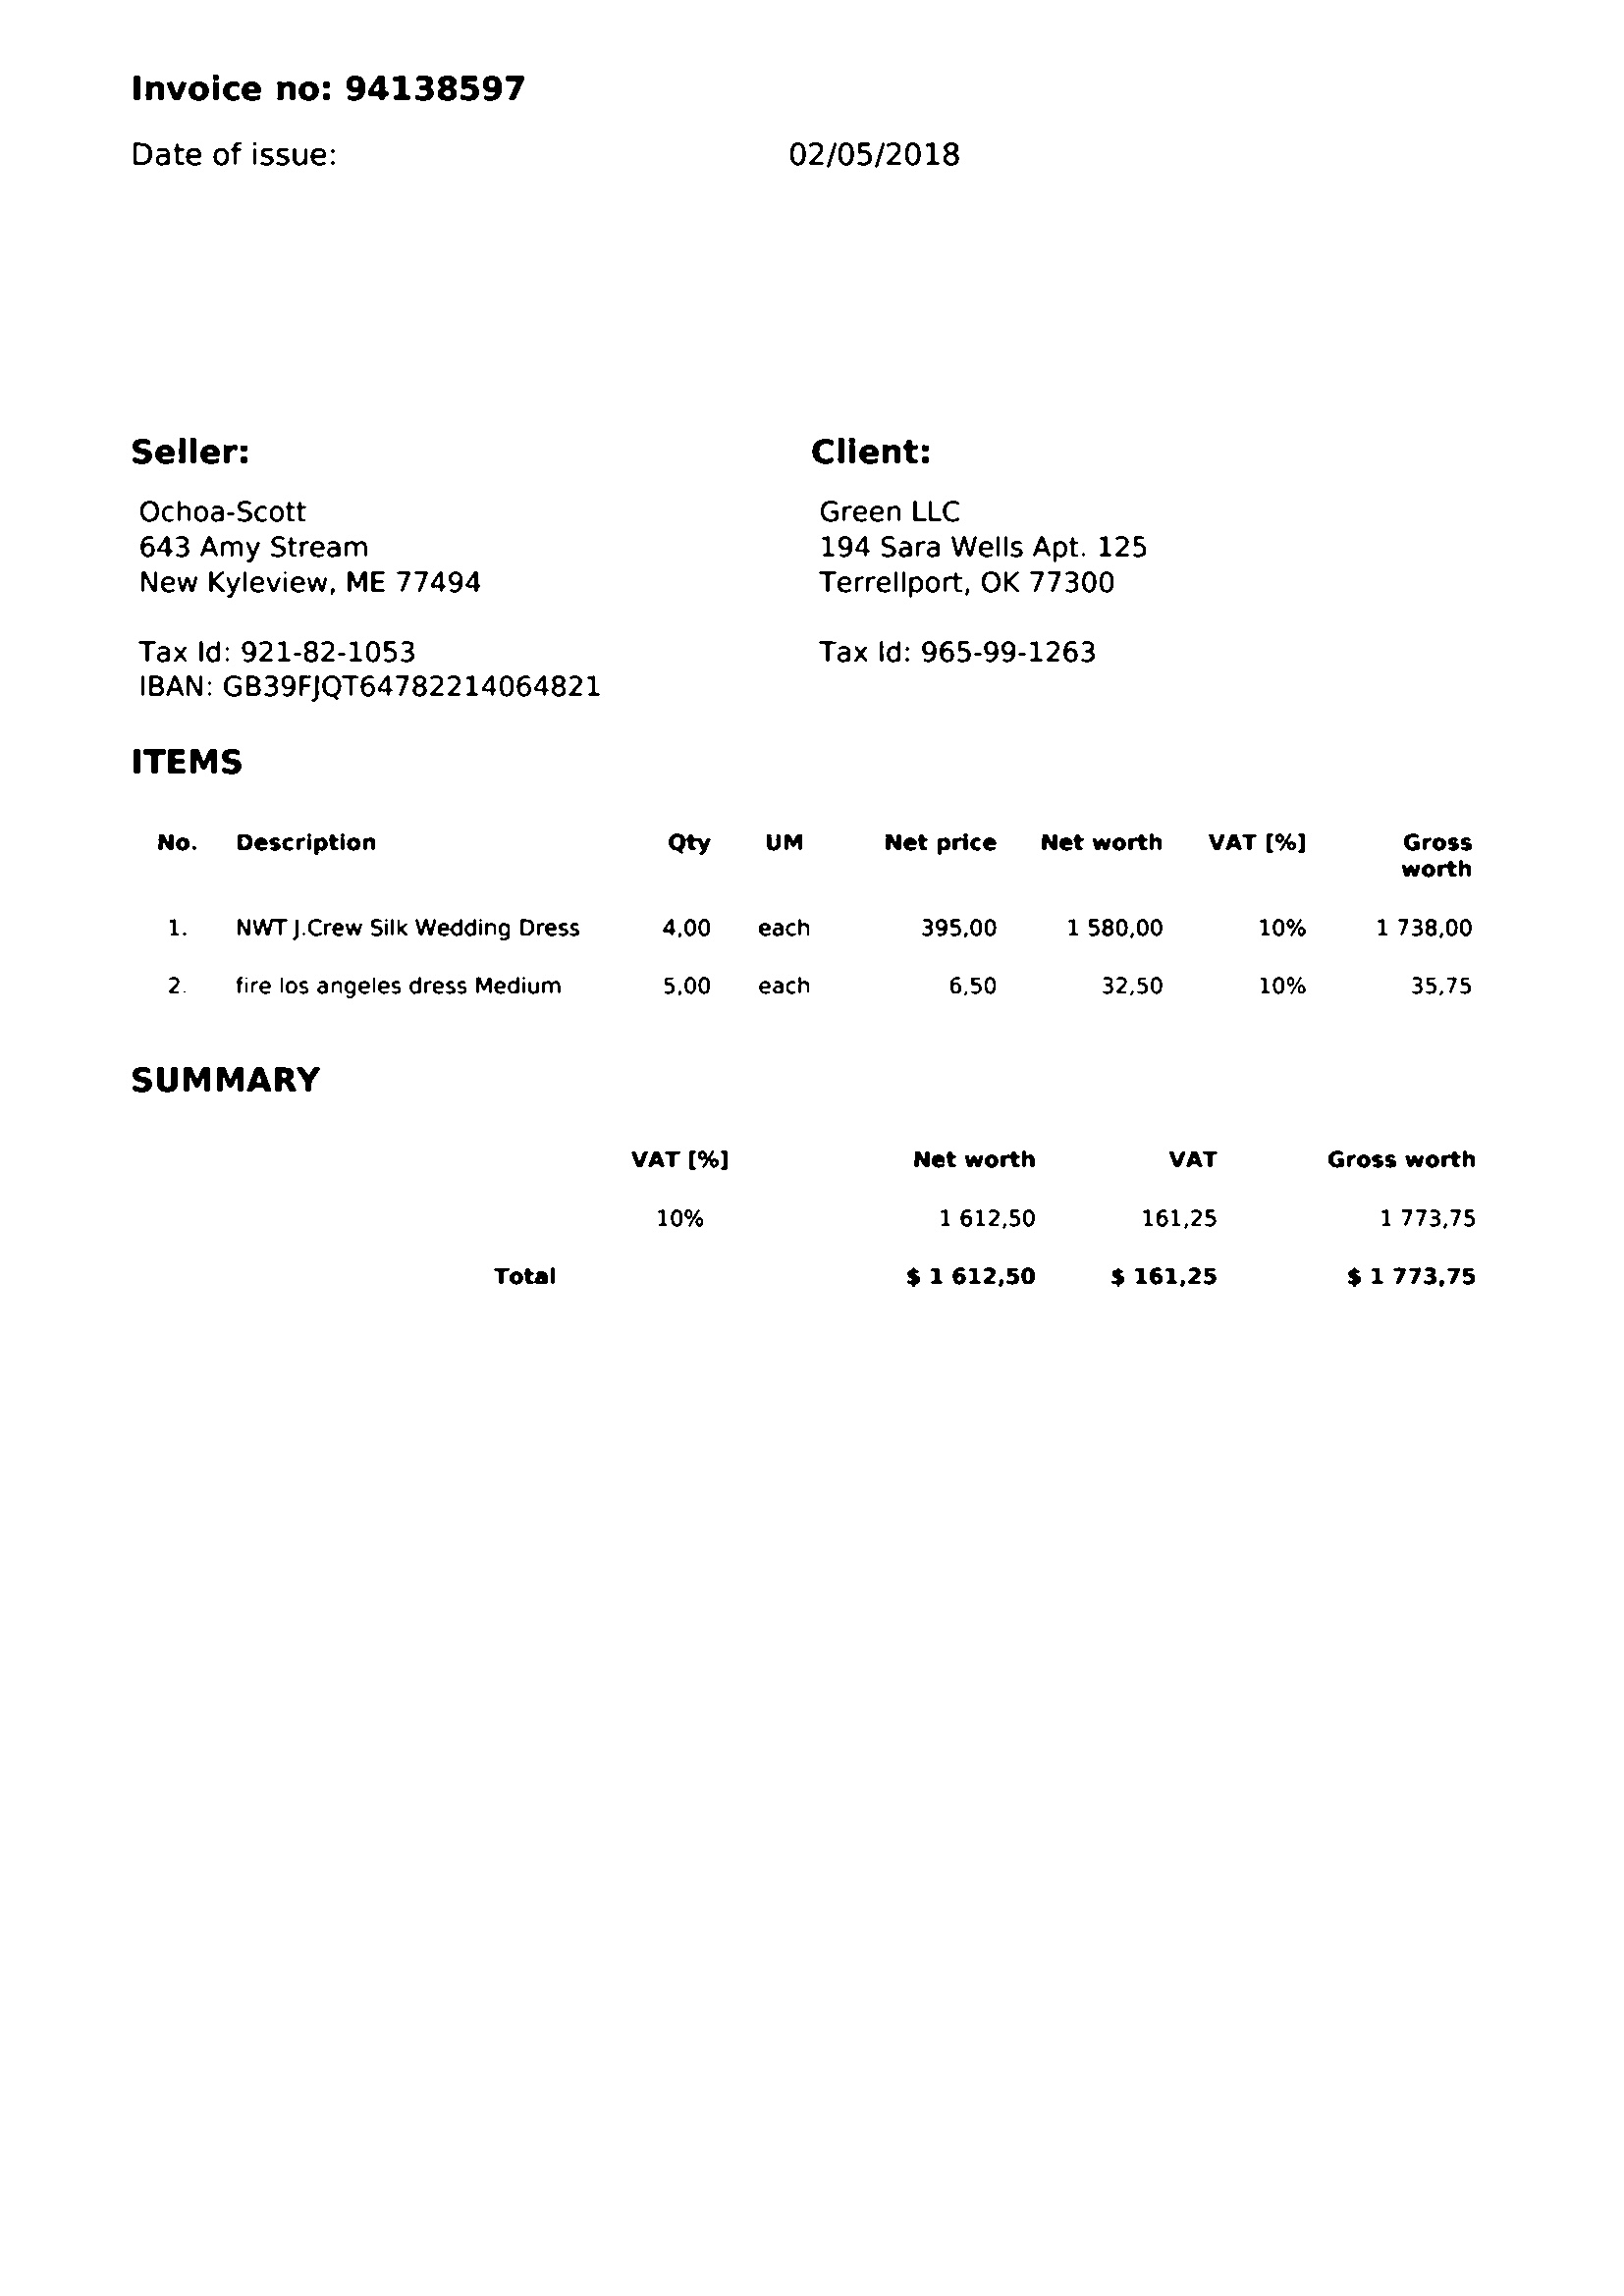 Invoice no: 94138597
Date of issue: 02/05/2018
Seller: Client:
Ochoa-Scott Green LLC
643 Amy Stream 194 Sara Wells Apt. 125
New Kyleview, ME 77494 Terrellport, OK 77300
Tax Id: 921-82-1053 Tax Id: 965-99-1263
IBAN: GB39FJQT64782214064821
ITEMS
No. Description Qty UM Net price Net worth VAT [%] Gross
worth
1. NWT J.Crew Silk Wedding Dress 4,00 each 395,00 1 580,00 10% 1 738,00
2. fire los angeles dress Medium 5,00 each 6,50 32,50 10% 35,75
SUMMARY
VAT [%] Net worth VAT Gross worth
10% 1 612,50 161,25 1 773,75
Total $ 1 612,50 $ 161,25 $ 1 773,75